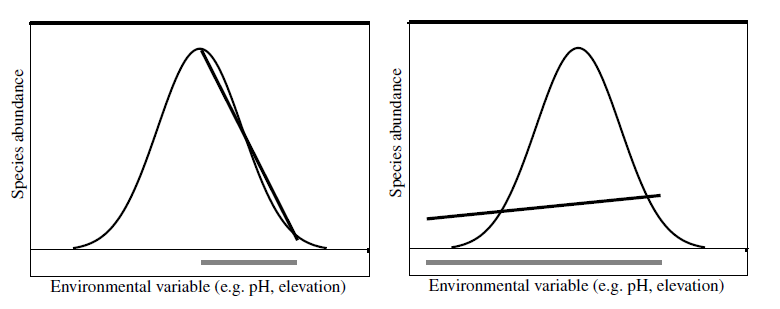 Species abundance
Environmental variable (e.g. pH, elevation)
Species abundance
Environmental variable (e.g. pH, elevation)